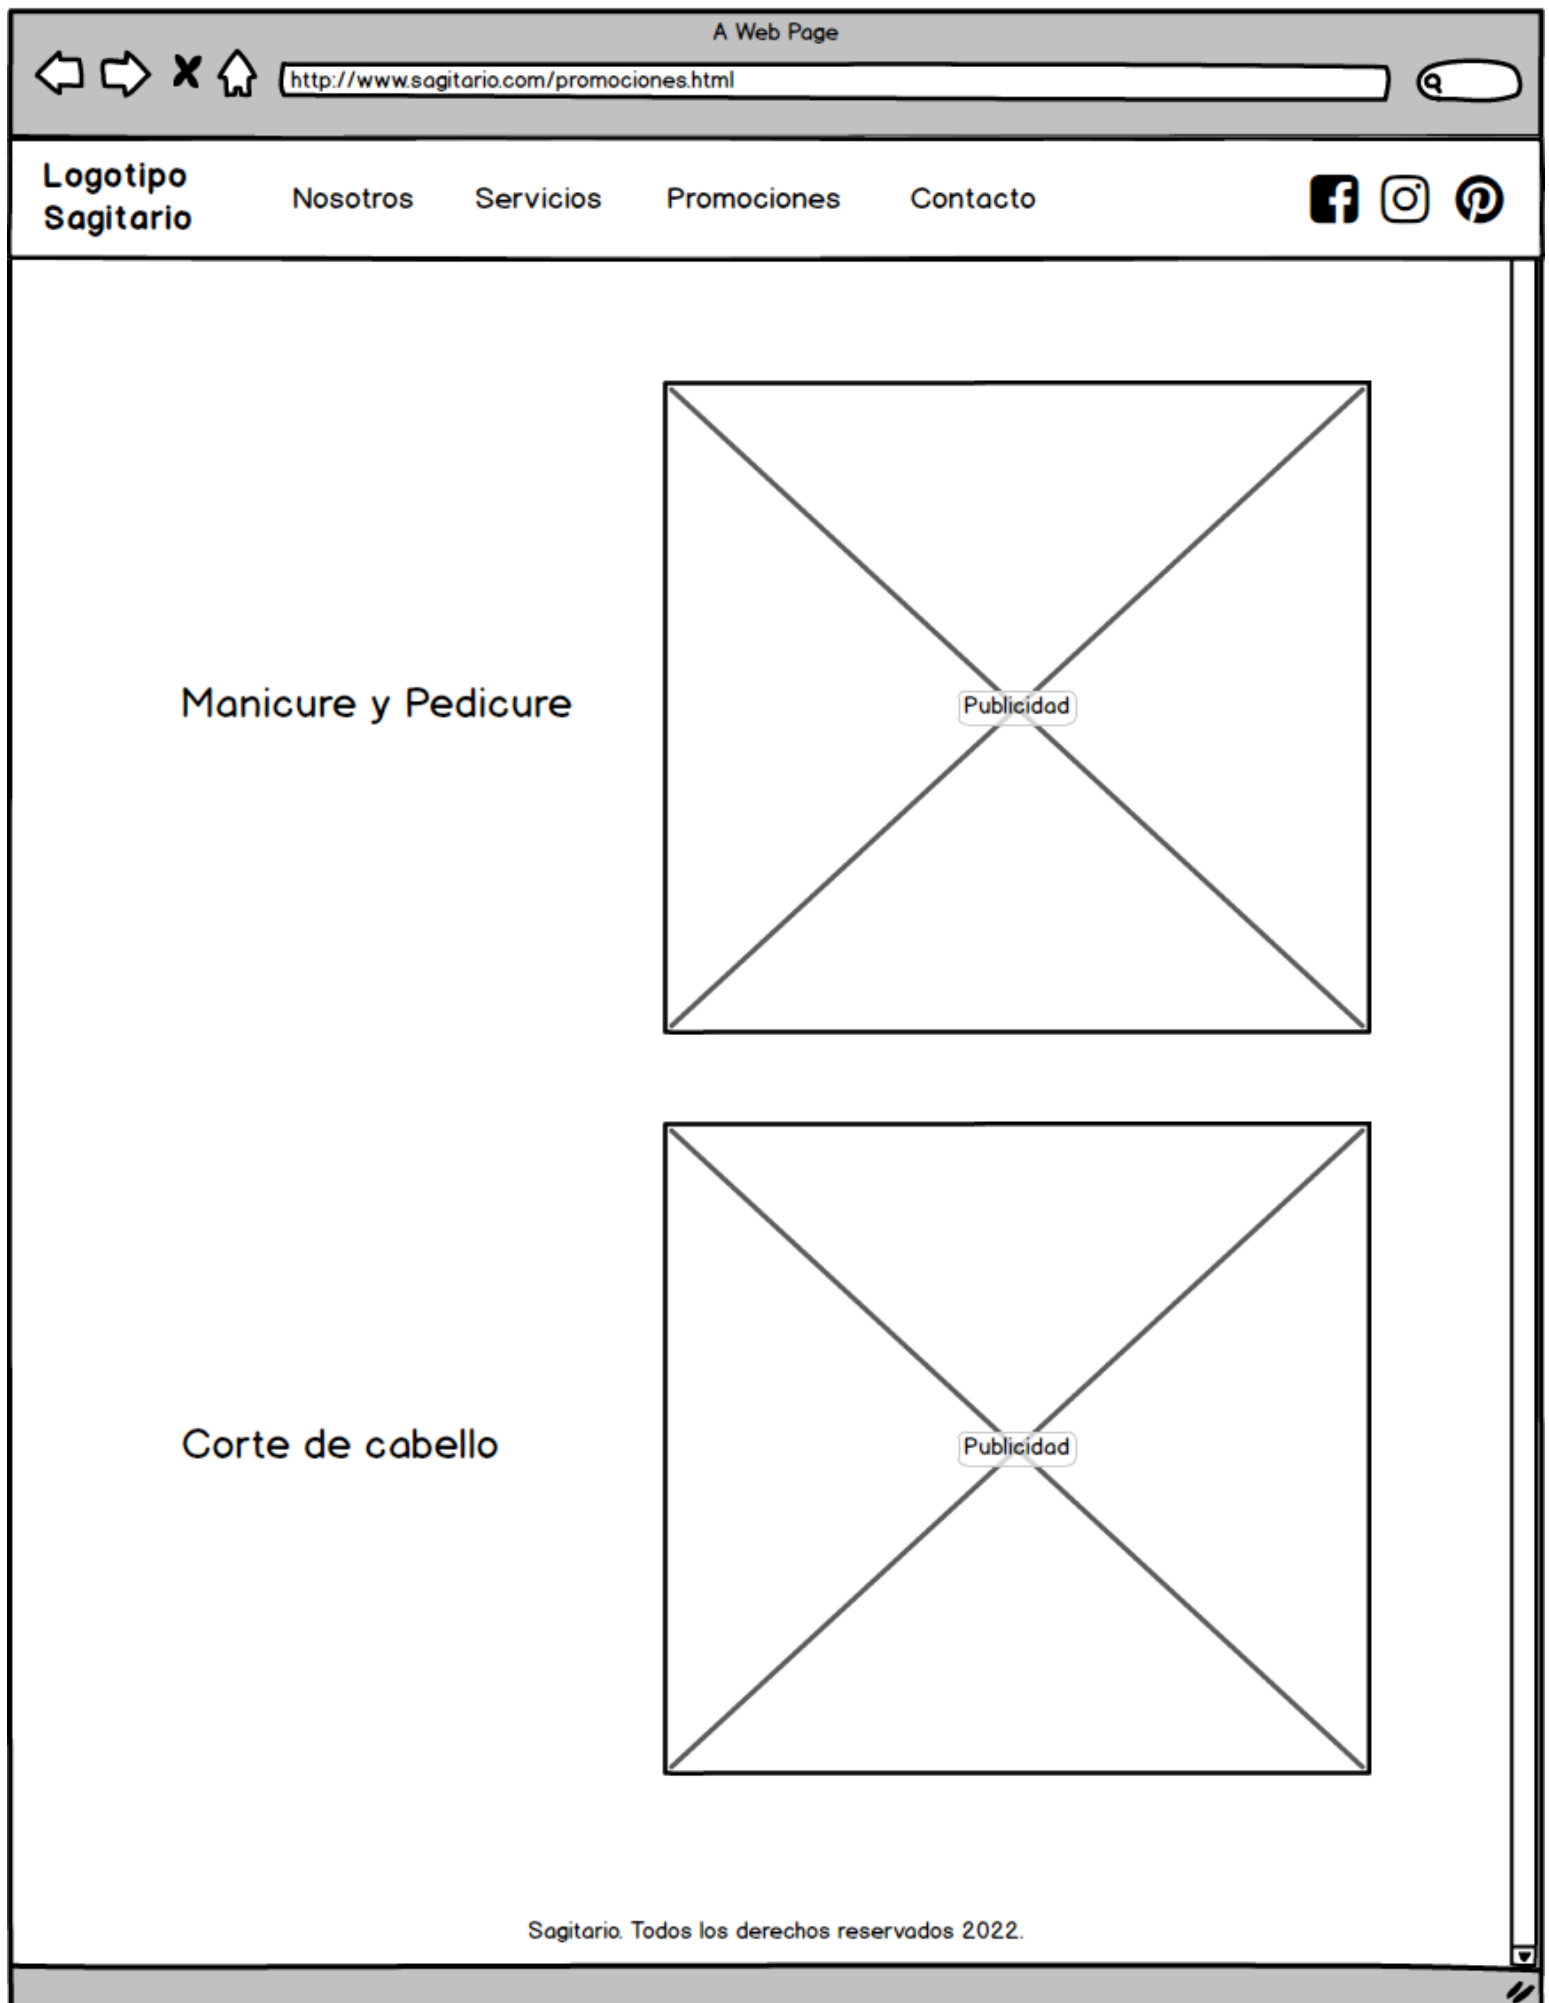 A Web Page
http://www.sagitario.com/promociones.html
Logotipo
Sagitario
Nosotros
Servicios
Promociones
Contacto
Manicure y Pedicure
Publicidad
Corte de cabello
Publicidad
Sagitario. Todos los derechos reservados 2022.